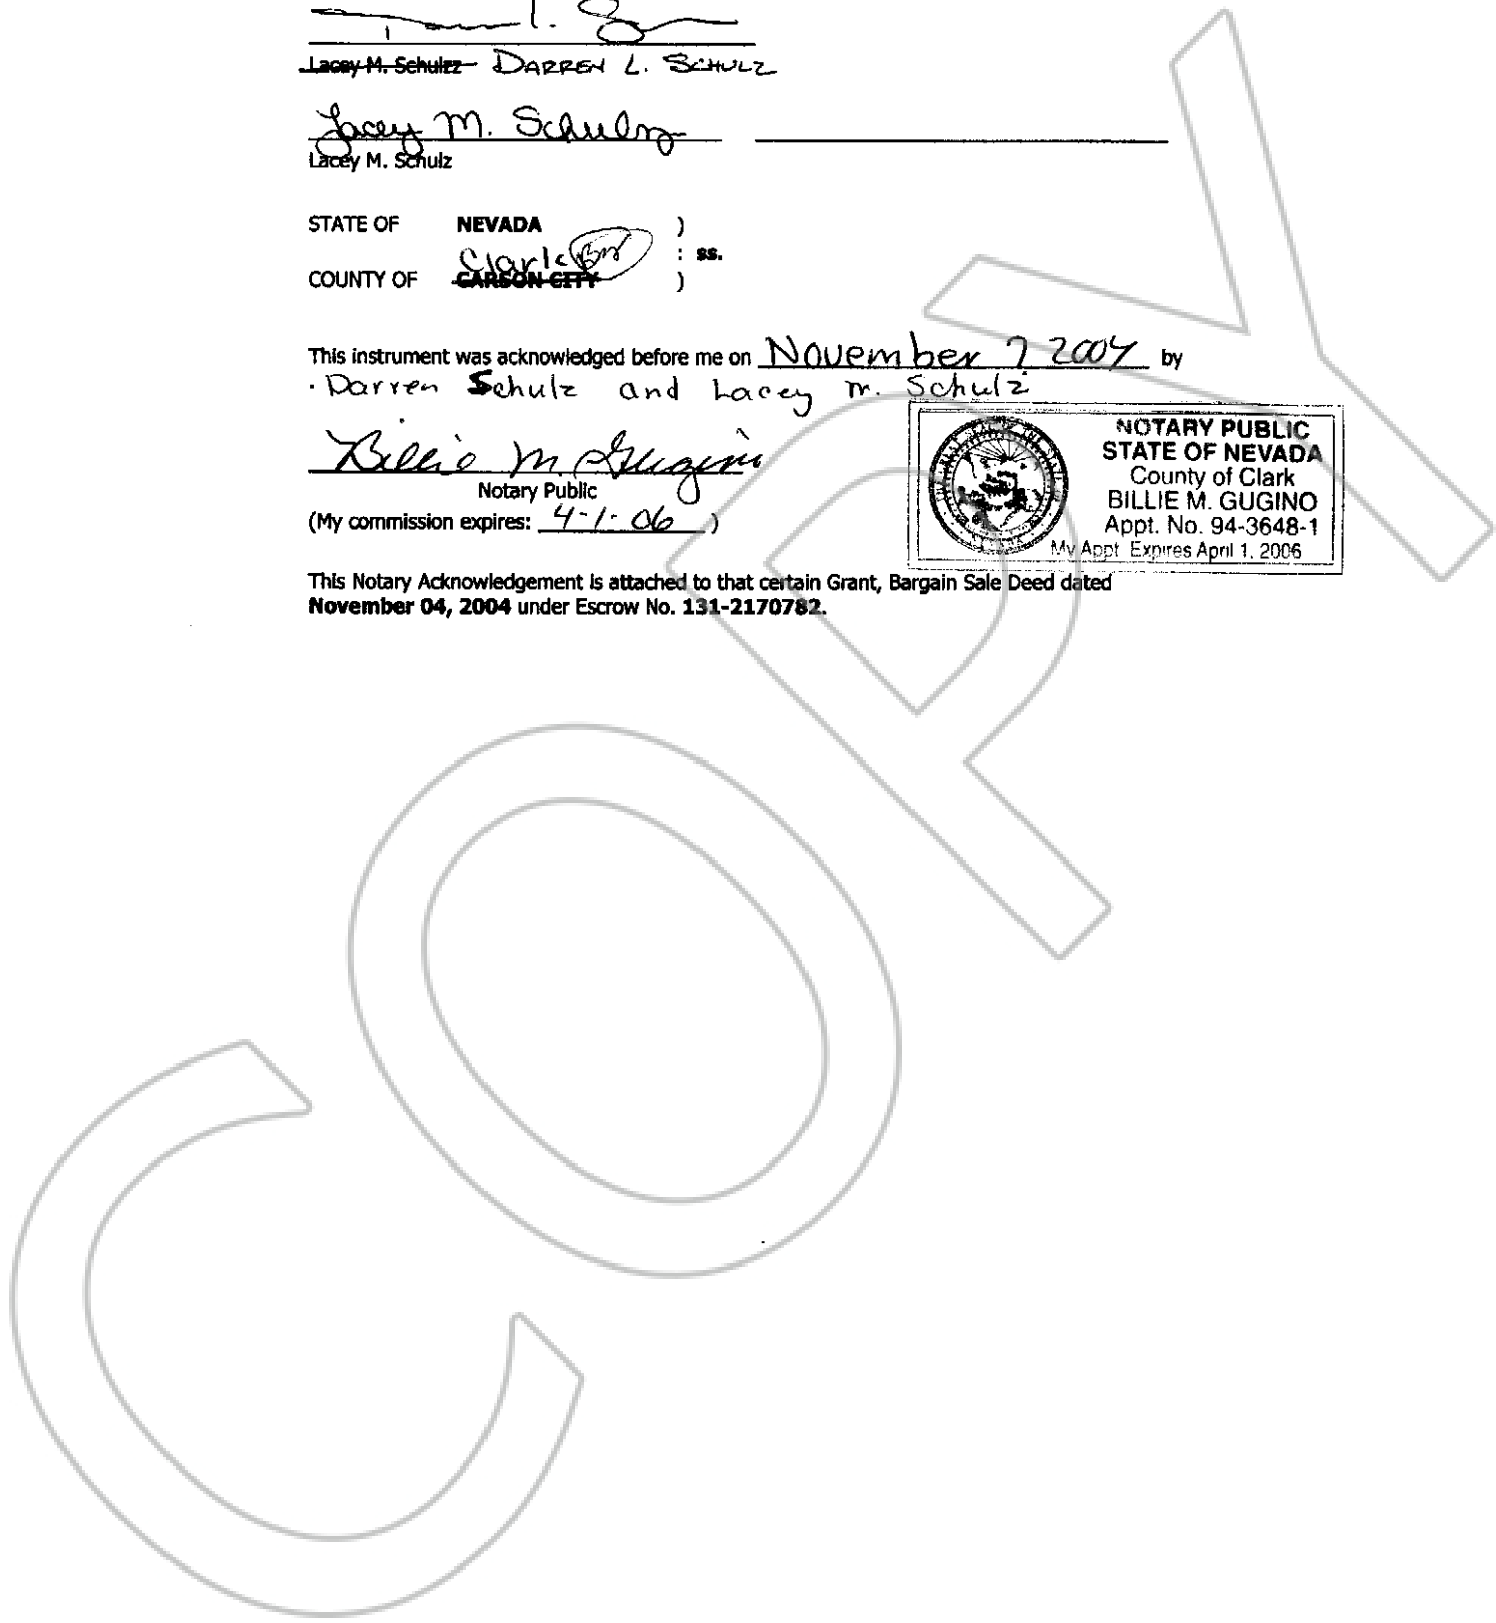 Lacey M. Schulzz DARREN L. SCHULZ
Lacey M. Schulz
Lacey M. Schulz
STATE OF NEVADA )
Clark BM : ss.
COUNTY OF CARSON CITY )
This instrument was acknowledged before me on November 7 2004 by
Darren Schulz and Lacey M. Schulz
Billie M. Gugino
Notary Public
(My commission expires: 4-1-06 )
NOTARY PUBLIC
STATE OF NEVADA
County of Clark
BILLIE M. GUGINO
Appt. No. 94-3648-1
My Appt. Expires April 1, 2006
This Notary Acknowledgement is attached to that certain Grant, Bargain Sale Deed dated
November 04, 2004 under Escrow No. 131-2170782.
COPY